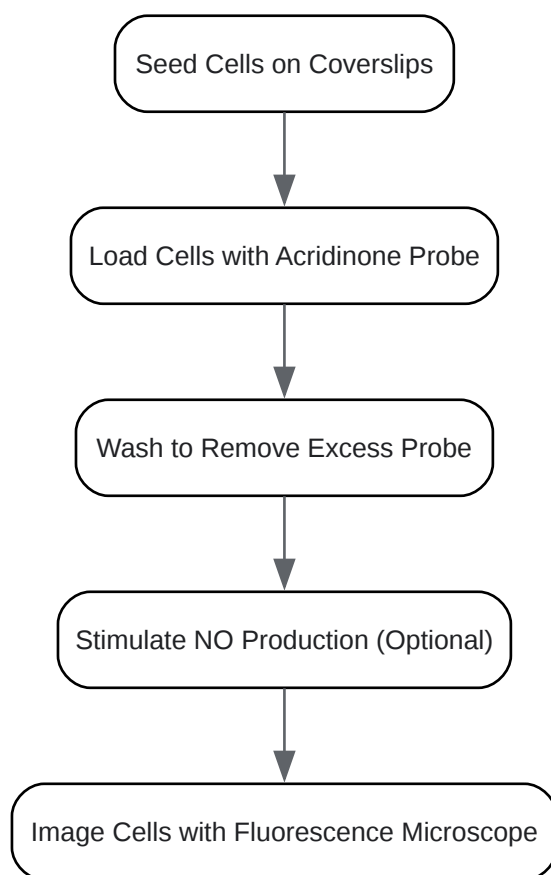 Seed Cells on Coverslips
Load Cells with Acridinone Probe
Wash to Remove Excess Probe
Stimulate NO Production (Optional)
Image Cells with Fluorescence Microscope